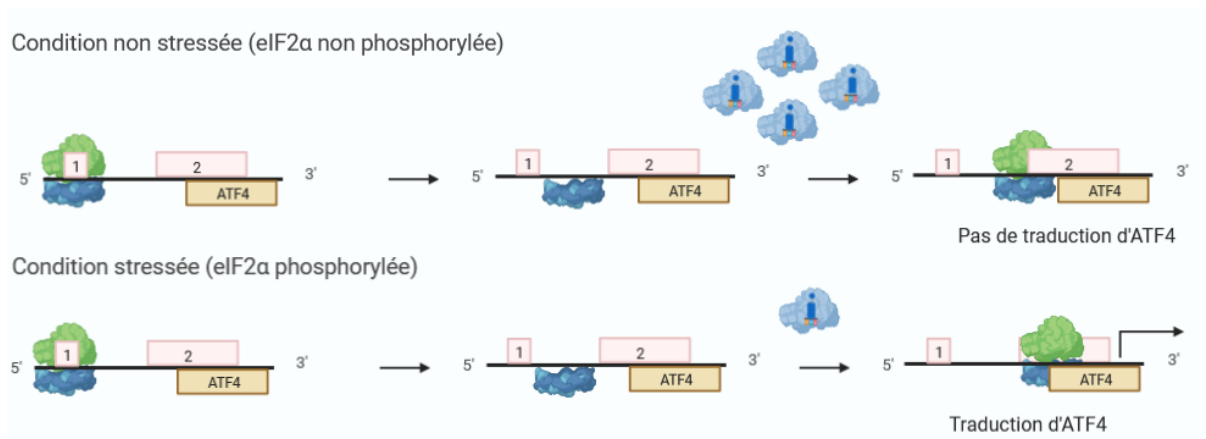 Condition non stressée (eIF2α non phosphorylée)
5' 1 2 ATF4 3'
5' 1 2 ATF4 3'
5' 1 2 ATF4 3'
Pas de traduction d'ATF4
Condition stressée (eIF2α phosphorylée)
5' 1 2 ATF4 3'
5' 1 2 ATF4 3'
5' 1 ATF4 3'
Traduction d'ATF4